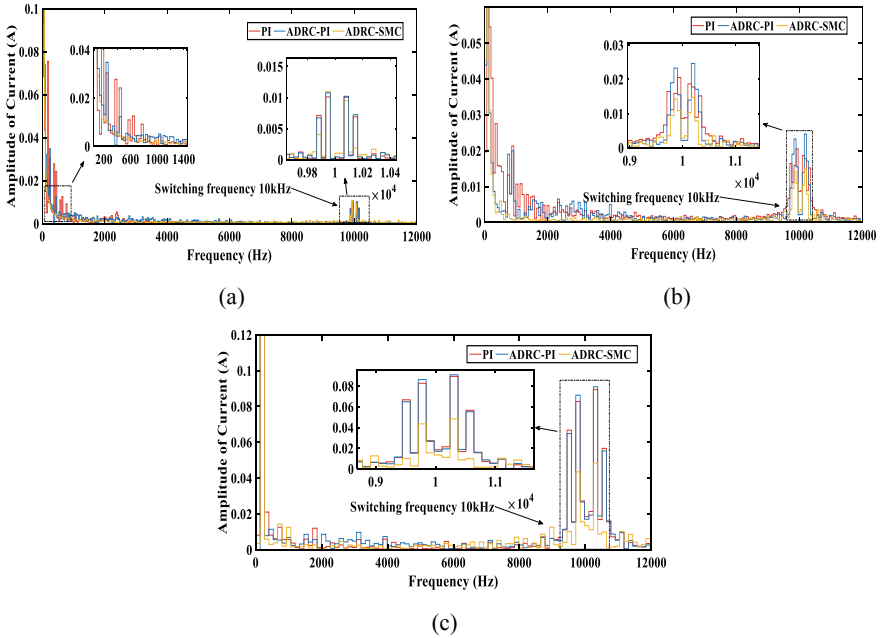 PI ADRC-PI ADRC-SMC
Amplitude of Current (A)
0.1
0.08
0.06
0.04
0.02
0
0.04
0.02
0
200 600 1000 1400
0.015
0.01
0.005
0
0.98 1 1.02 1.04
×10⁴
Switching frequency 10kHz
0 2000 4000 6000 8000 10000 12000
Frequency (Hz)
(a)
PI ADRC-PI ADRC-SMC
Amplitude of Current (A)
0.05
0.04
0.03
0.02
0.01
0
0.03
0.02
0.01
0
0.9 1 1.1
×10⁴
Switching frequency 10kHz
0 2000 4000 6000 8000 10000 12000
Frequency (Hz)
(b)
PI ADRC-PI ADRC-SMC
Amplitude of Current (A)
0.12
0.1
0.08
0.06
0.04
0.02
0
0.08
0.06
0.04
0.02
0
0.9 1 1.1
×10⁴
Switching frequency 10kHz
0 2000 4000 6000 8000 10000 12000
Frequency (Hz)
(c)